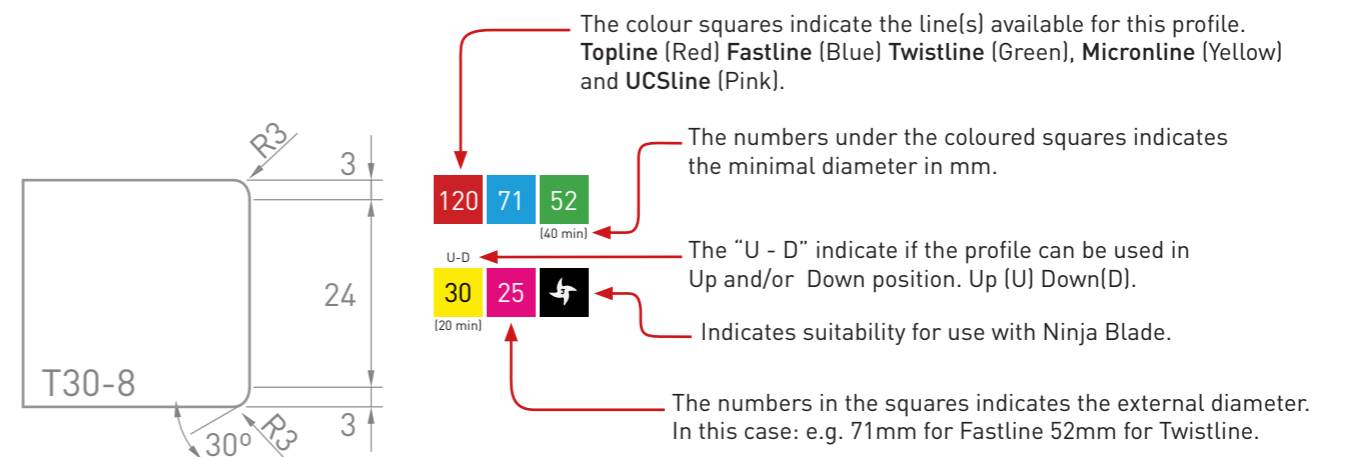 The colour squares indicate the line(s) available for this profile.
Topline (Red) Fastline (Blue) Twistline (Green), Micronline (Yellow)
and UCSline (Pink).
The numbers under the coloured squares indicates
the minimal diameter in mm.
R3
3
120 71 52
(40 min)
The “U - D” indicate if the profile can be used in
Up and/or Down position. Up (U) Down(D).
U-D
24
30 25
(20 min)
Indicates suitability for use with Ninja Blade.
T30-8
The numbers in the squares indicates the external diameter.
In this case: e.g. 71mm for Fastline 52mm for Twistline.
30º
R3
3